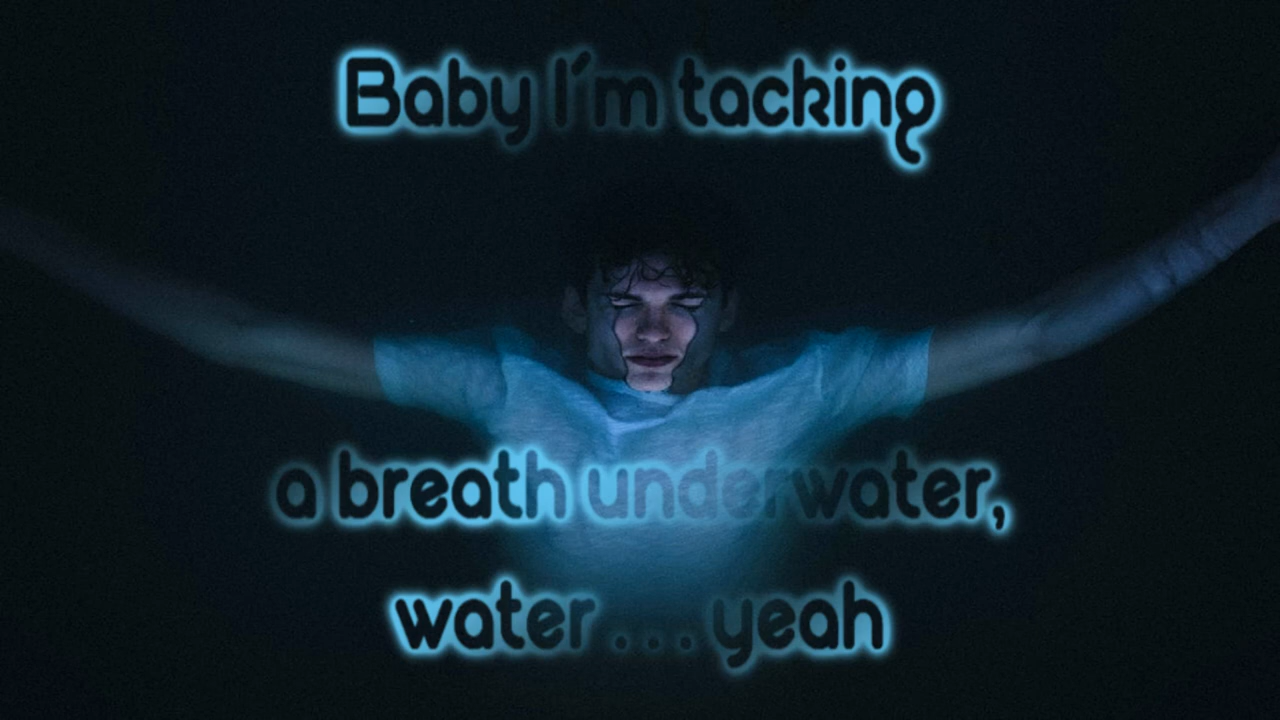 Baby I´m tacking
a breath underwater,
water . . . yeah